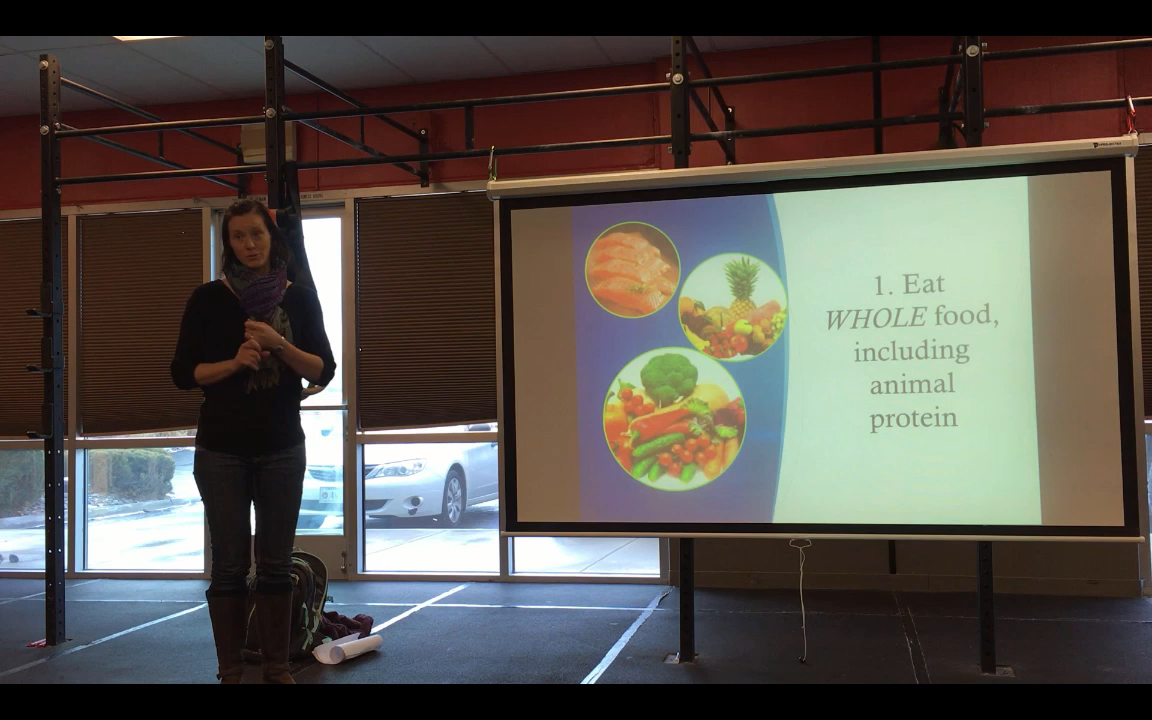 1. Eat
WHOLE food,
including
animal
protein